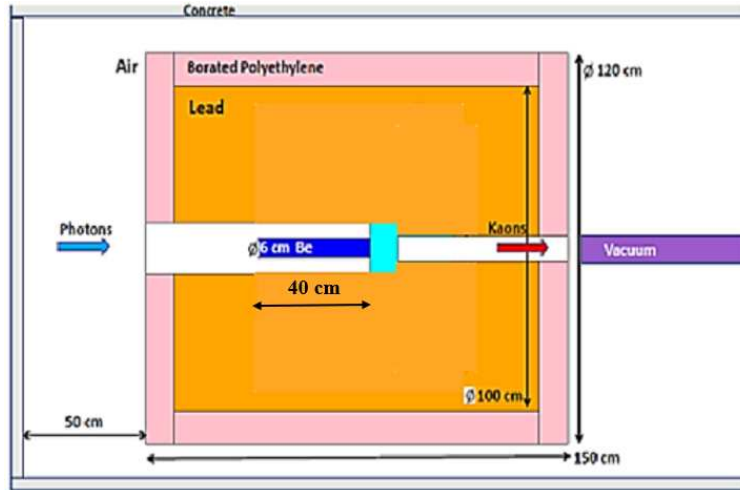 Concrete
Air
Borated Polyethylene
Ø 120 cm
Lead
Photons
Ø6 cm Be
Kaons
Vacuum
40 cm
Ø 100 cm
50 cm
150 cm